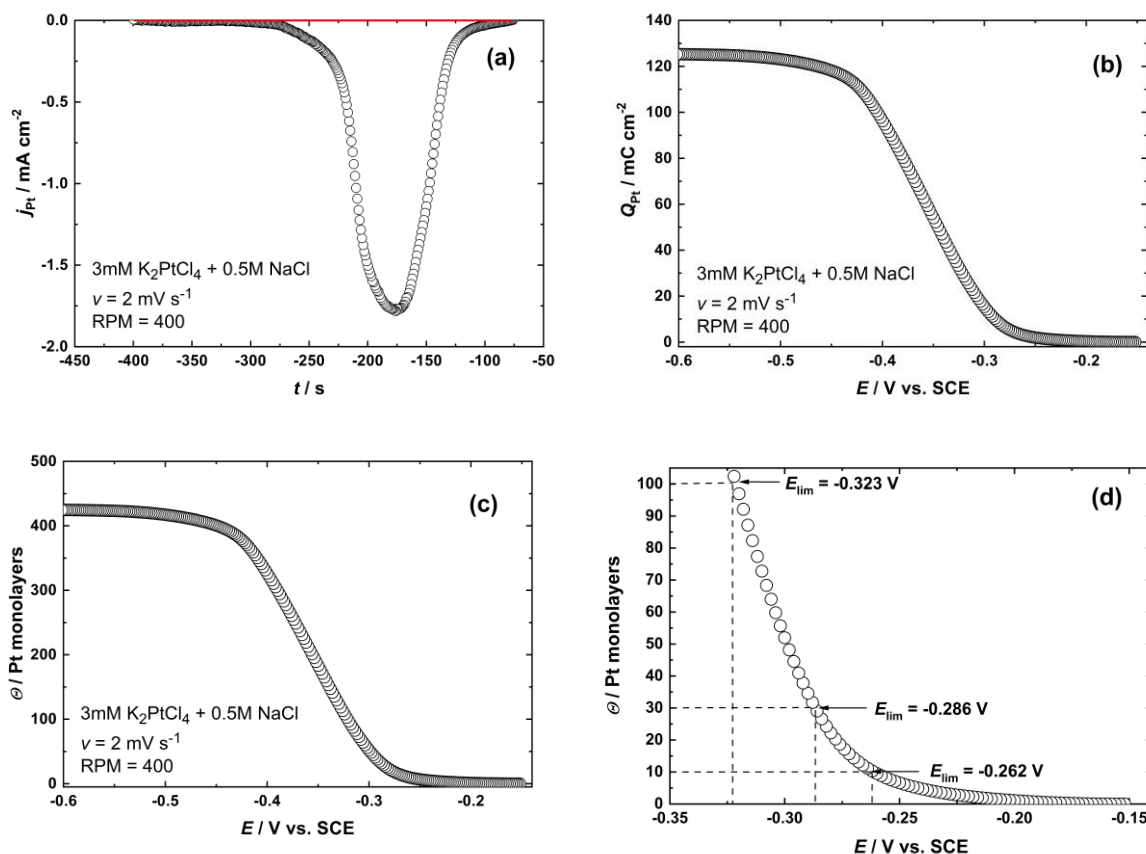 (a)
0.0
-0.5
-1.0
-1.5
-2.0
j_Pt / mA cm⁻²
3mM K₂PtCl₄ + 0.5M NaCl
v = 2 mV s⁻¹
RPM = 400
-450 -400 -350 -300 -250 -200 -150 -100 -50
t / s
(b)
140
120
100
80
60
40
20
0
Q_Pt / mC cm⁻²
3mM K₂PtCl₄ + 0.5M NaCl
v = 2 mV s⁻¹
RPM = 400
-0.6 -0.5 -0.4 -0.3 -0.2
E / V vs. SCE
(c)
500
400
300
200
100
0
Θ / Pt monolayers
3mM K₂PtCl₄ + 0.5M NaCl
v = 2 mV s⁻¹
RPM = 400
-0.6 -0.5 -0.4 -0.3 -0.2
E / V vs. SCE
(d)
100
90
80
70
60
50
40
30
20
10
0
Θ / Pt monolayers
E_lim = -0.323 V
E_lim = -0.286 V
E_lim = -0.262 V
-0.35 -0.30 -0.25 -0.20 -0.15
E / V vs. SCE